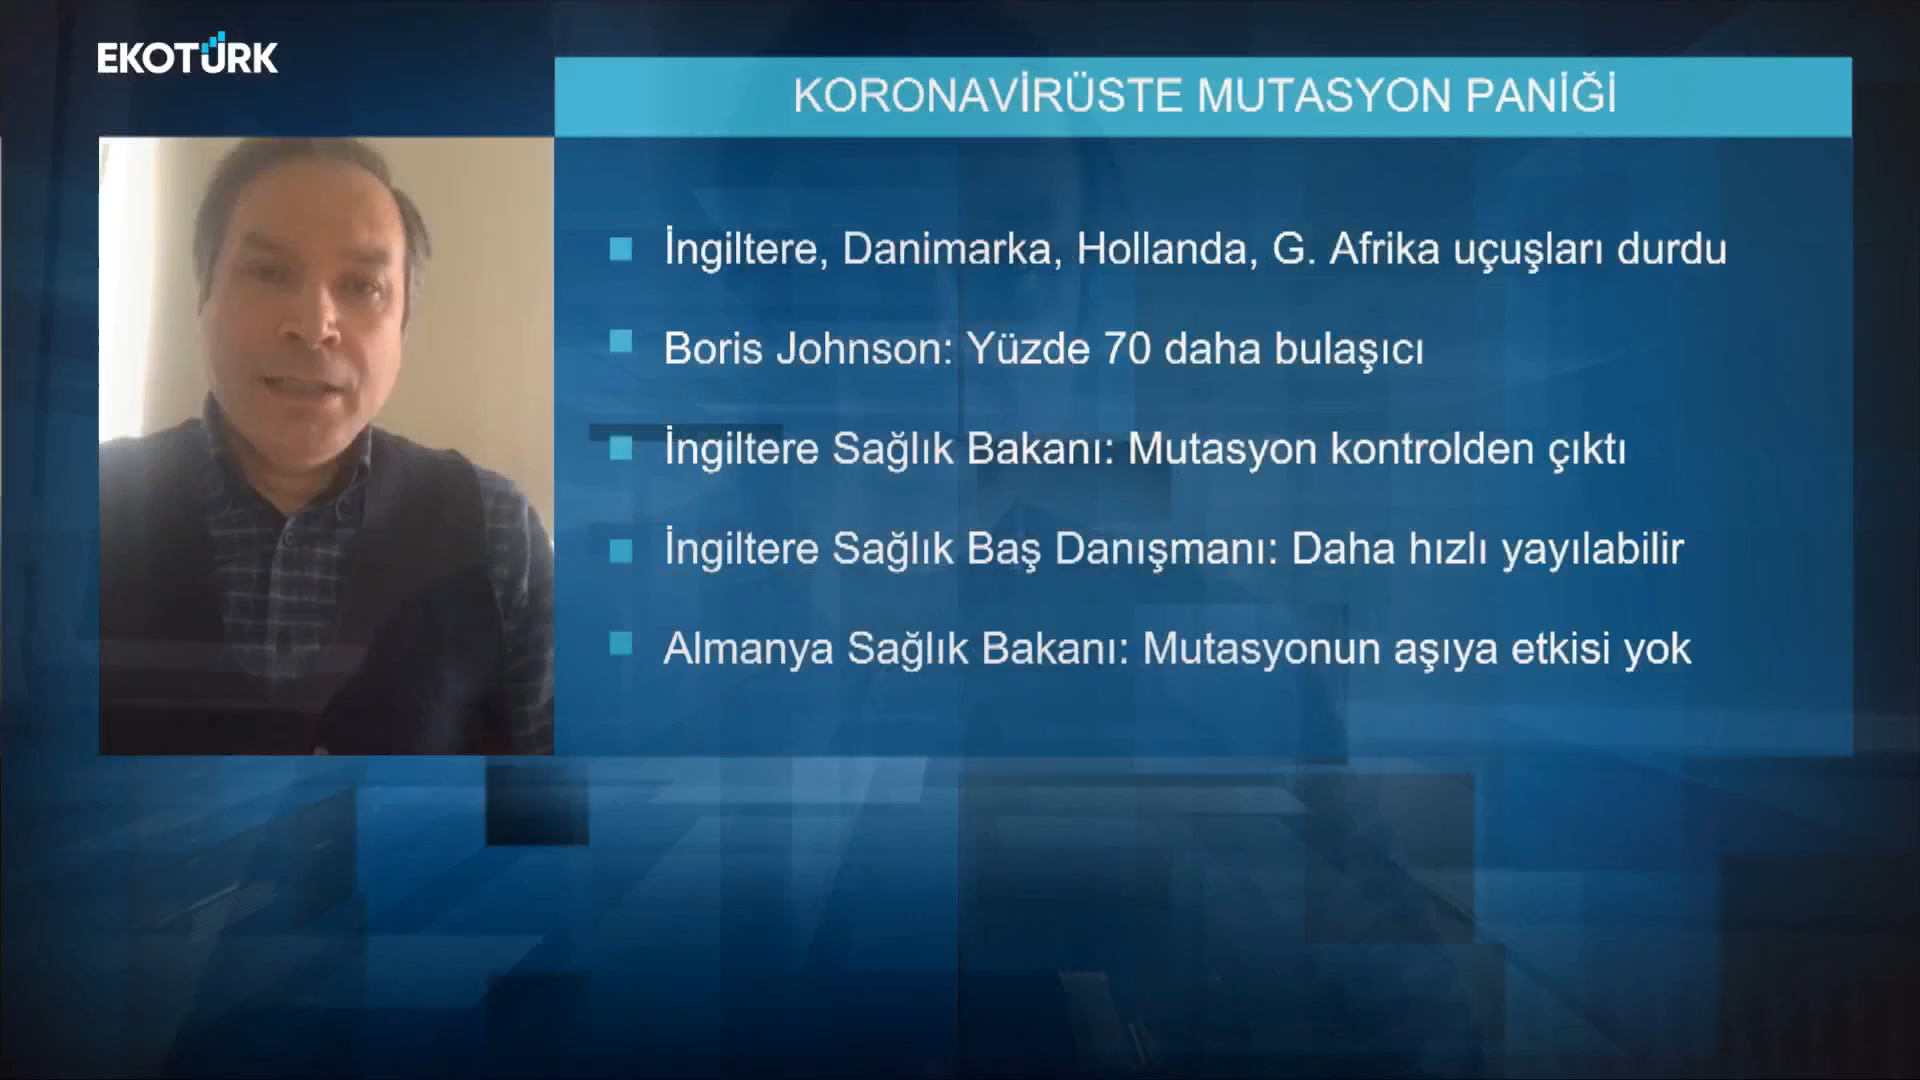 EKOTÜRK
KORONAVİRÜSTE MUTASYON PANİĞİ
İngiltere, Danimarka, Hollanda, G. Afrika uçuşları durdu
Boris Johnson: Yüzde 70 daha bulaşıcı
İngiltere Sağlık Bakanı: Mutasyon kontrolden çıktı
İngiltere Sağlık Baş Danışmanı: Daha hızlı yayılabilir
Almanya Sağlık Bakanı: Mutasyonun aşıya etkisi yok